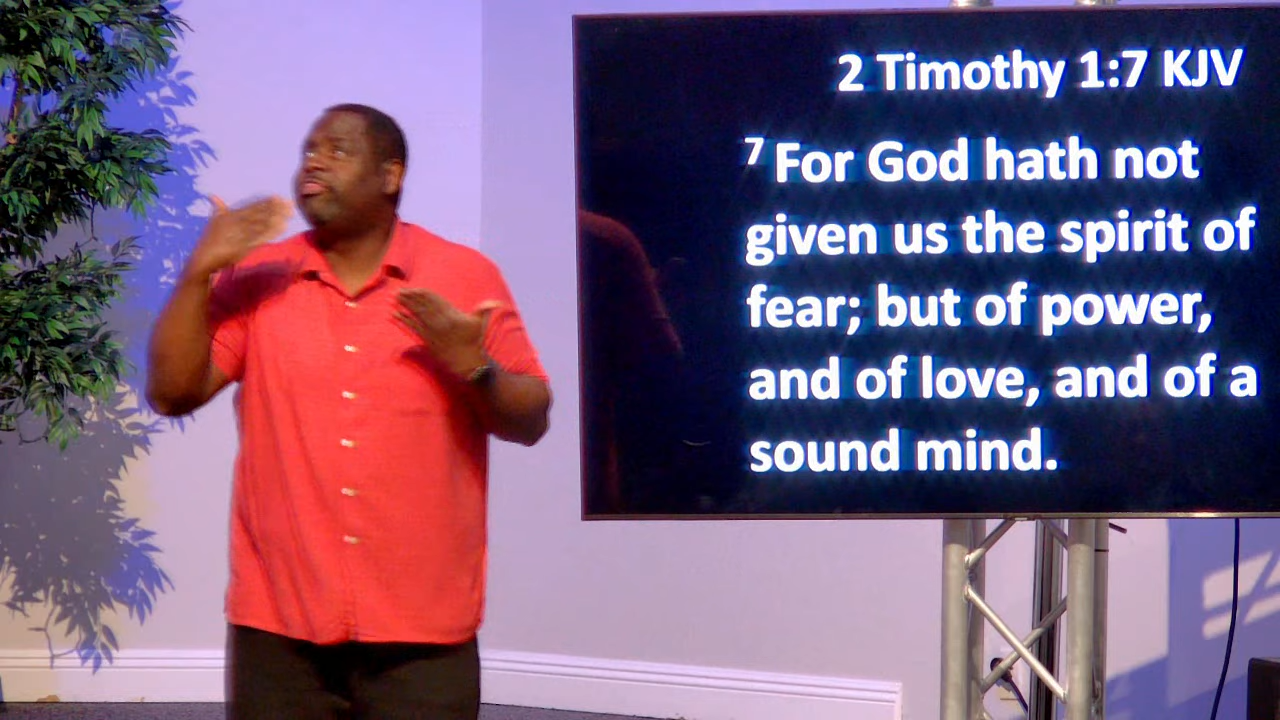 2 Timothy 1:7 KJV
7 For God hath not
given us the spirit of
fear; but of power,
and of love, and of a
sound mind.